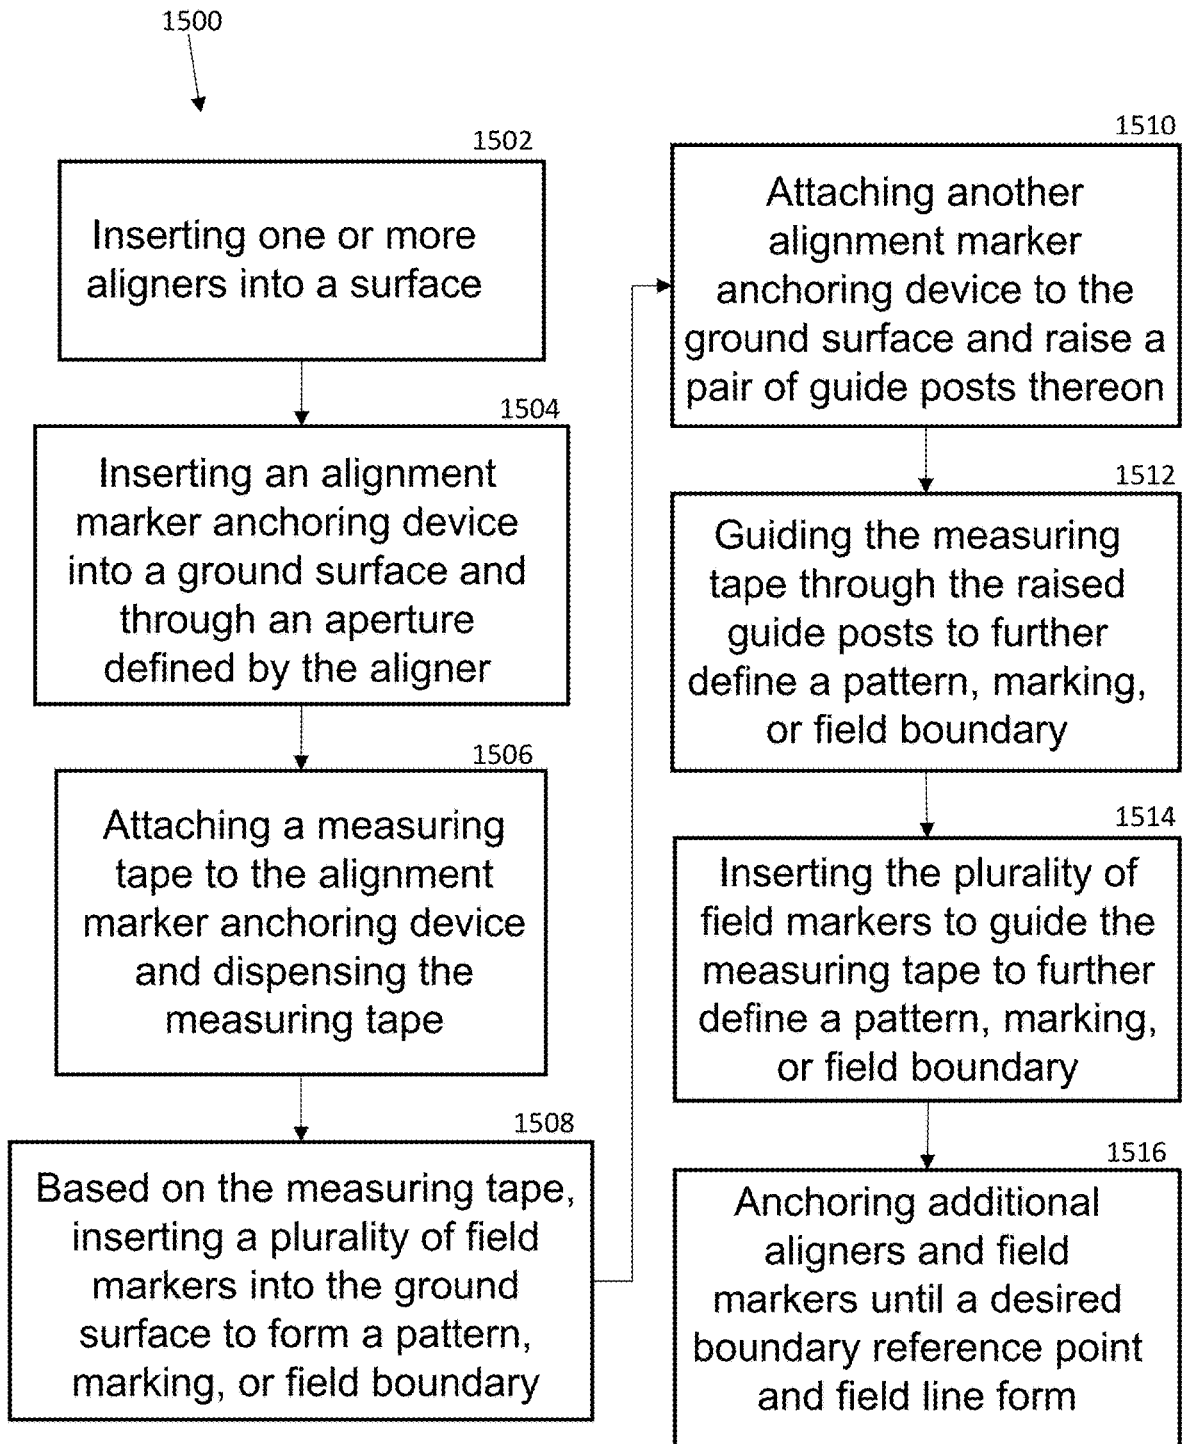 1500
1502
Inserting one or more
aligners into a surface
1504
Inserting an alignment
marker anchoring device
into a ground surface and
through an aperture
defined by the aligner
1506
Attaching a measuring
tape to the alignment
marker anchoring device
and dispensing the
measuring tape
1508
Based on the measuring tape,
inserting a plurality of field
markers into the ground
surface to form a pattern,
marking, or field boundary
1510
Attaching another
alignment marker
anchoring device to the
ground surface and raise a
pair of guide posts thereon
1512
Guiding the measuring
tape through the raised
guide posts to further
define a pattern, marking,
or field boundary
1514
Inserting the plurality of
field markers to guide the
measuring tape to further
define a pattern, marking,
or field boundary
1516
Anchoring additional
aligners and field
markers until a desired
boundary reference point
and field line form